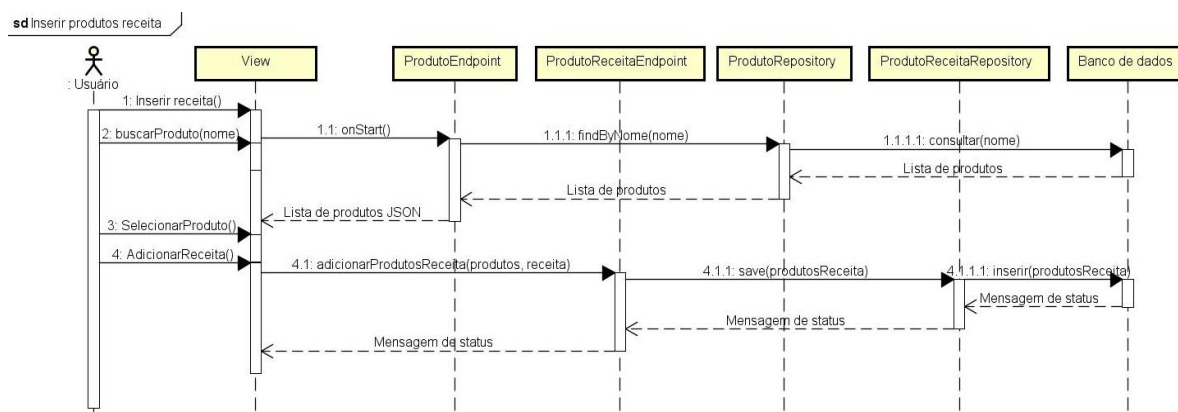 sd Inserir produtos receita
: Usuário
View
ProdutoEndpoint
ProdutoReceitaEndpoint
ProdutoRepository
ProdutoReceitaRepository
Banco de dados
1: Inserir receita()
2: buscarProduto(nome)
1.1: onStart()
1.1.1: findByNome(nome)
1.1.1.1: consultar(nome)
Lista de produtos
Lista de produtos
Lista de produtos JSON
3: SelecionarProduto()
4: AdicionarReceita()
4.1: adicionarProdutosReceita(produtos, receita)
4.1.1: save(produtosReceita)
4.1.1.1: inserir(produtosReceita)
Mensagem de status
Mensagem de status
Mensagem de status